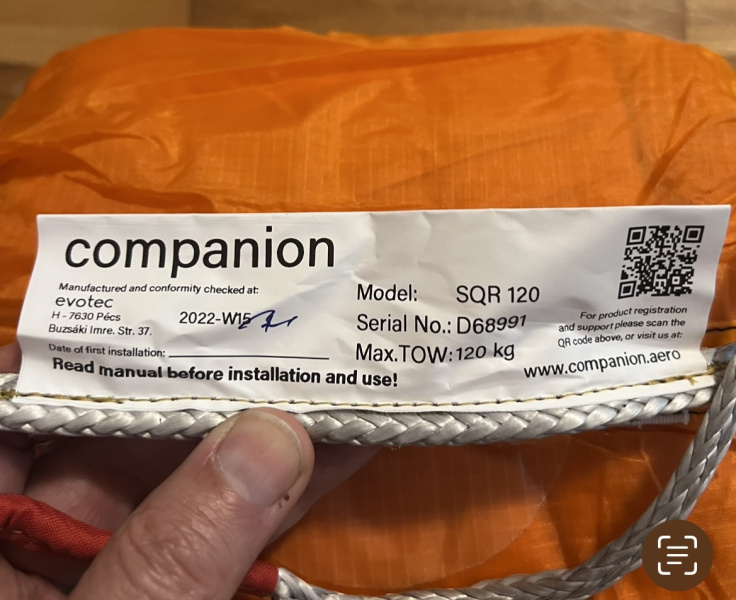 companion
Manufactured and conformity checked at:
evotec
H - 7630 Pécs
Buzsáki Imre. Str. 37.
2022-W15
Date of first installation:
Read manual before installation and use!
Model: SQR 120
Serial No.: D68991
Max.TOW: 120 kg
For product registration
and support please scan the
QR code above, or visit us at:
www.companion.aero